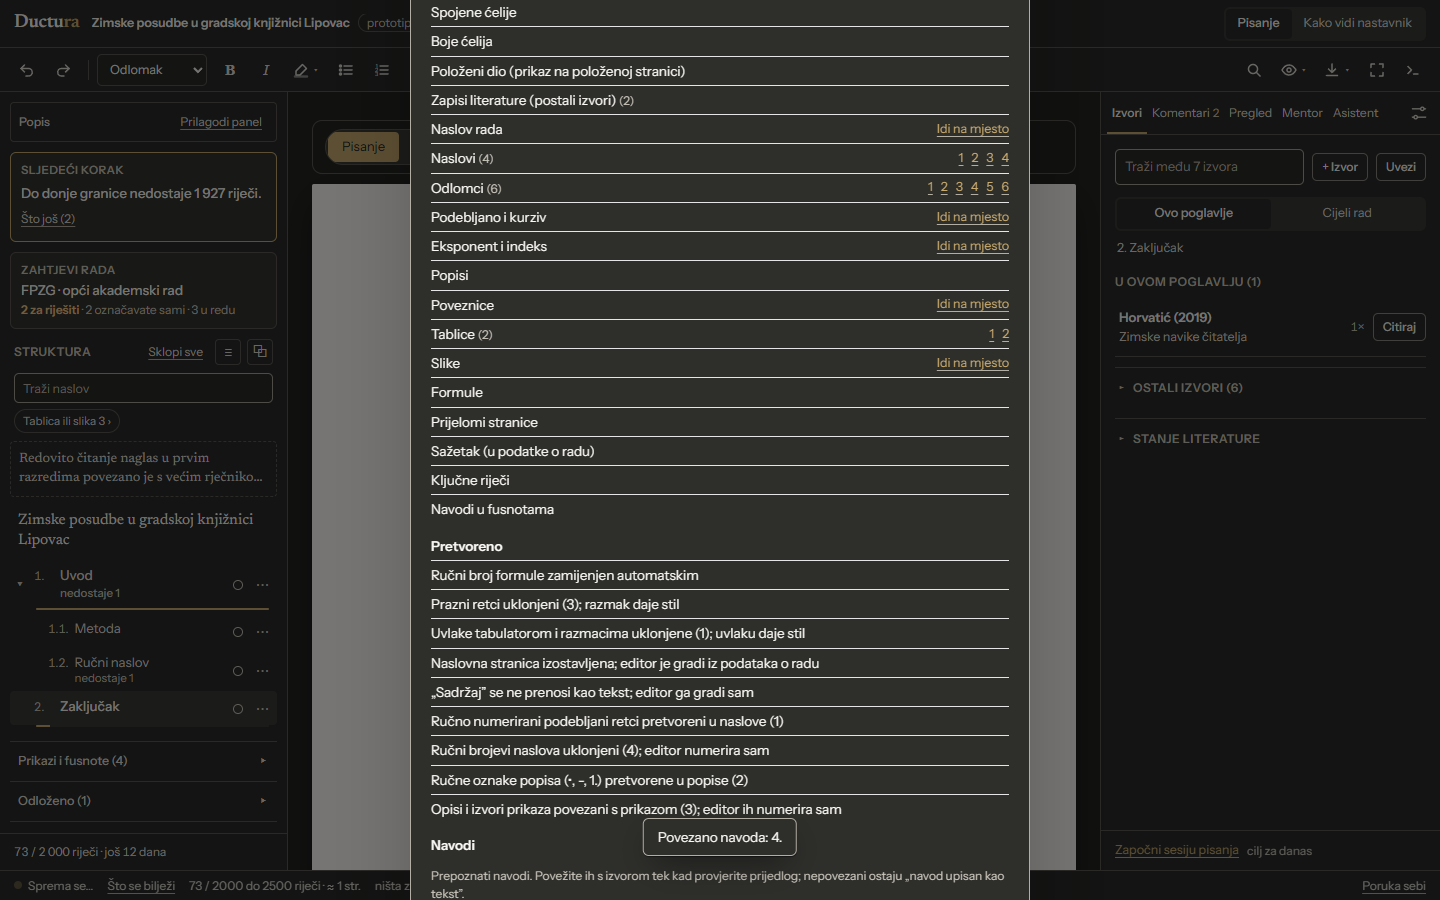 Ductura
Zimske posudbe u gradskoj knjižnici Lipovac
Pisanje
Kako vidi nastavnik
Odlomak
B
I
Popis
Prilagodi panel
SLJEDEĆI KORAK
Do donje granice nedostaje 1 927 riječi.
Što još (2)
ZAHTJEVI RADA
FPZG · opći akademski rad
2 za riješiti · 2 označavate sami · 3 u redu
STRUKTURA
Sklopi sve
Traži naslov
Tablica ili slika 3 ›
Redovito čitanje naglas u prvim
razredima povezano je s većim rječniko...
Zimske posudbe u gradskoj knjižnici
Lipovac
1. Uvod
nedostaje 1
1.1. Metoda
1.2. Ručni naslov
nedostaje 1
2. Zaključak
Prikazi i fusnote (4)
Odloženo (1)
73 / 2 000 riječi · još 12 dana
Sprema se...
Što se bilježi
73 / 2000 do 2500 riječi · ≈ 1 str.
Pisanje
Spojene ćelije
Boje ćelija
Položeni dio (prikaz na položenoj stranici)
Zapisi literature (postali izvori) (2)
Naslov rada Idi na mjesto
Naslovi (4) 1 2 3 4
Odlomci (6) 1 2 3 4 5 6
Podebljano i kurziv Idi na mjesto
Eksponent i indeks Idi na mjesto
Popisi
Poveznice Idi na mjesto
Tablice (2) 1 2
Slike Idi na mjesto
Formule
Prijelomi stranice
Sažetak (u podatke o radu)
Ključne riječi
Navodi u fusnotama
Pretvoreno
Ručni broj formule zamijenjen automatskim
Prazni retci uklonjeni (3); razmak daje stil
Uvlake tabulatorom i razmacima uklonjene (1); uvlaku daje stil
Naslovna stranica izostavljena; editor je gradi iz podataka o radu
„Sadržaj” se ne prenosi kao tekst; editor ga gradi sam
Ručno numerirani podebljani retci pretvoreni u naslove (1)
Ručni brojevi naslova uklonjeni (4); editor numerira sam
Ručne oznake popisa (•, –, 1.) pretvorene u popise (2)
Opisi i izvori prikaza povezani s prikazom (3); editor ih numerira sam
Povezano navoda: 4.
Navodi
Prepoznati navodi. Povežite ih s izvorom tek kad provjerite prijedlog; nepovezani ostaju „navod upisan kao
tekst”.
Izvori
Komentari 2
Pregled
Mentor
Asistent
Traži među 7 izvora
+ Izvor
Uvezi
Ovo poglavlje
Cijeli rad
2. Zaključak
U OVOM POGLAVLJU (1)
Horvatić (2019)
Zimske navike čitatelja
1×
Citiraj
OSTALI IZVORI (6)
STANJE LITERATURE
Započni sesiju pisanja
cilj za danas
Poruka sebi